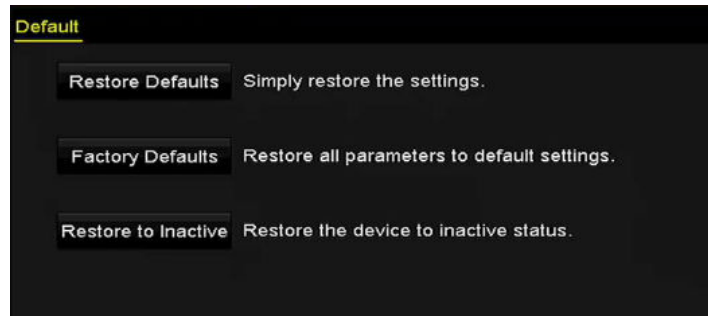 Default
Restore Defaults Simply restore the settings.
Factory Defaults Restore all parameters to default settings.
Restore to Inactive Restore the device to inactive status.